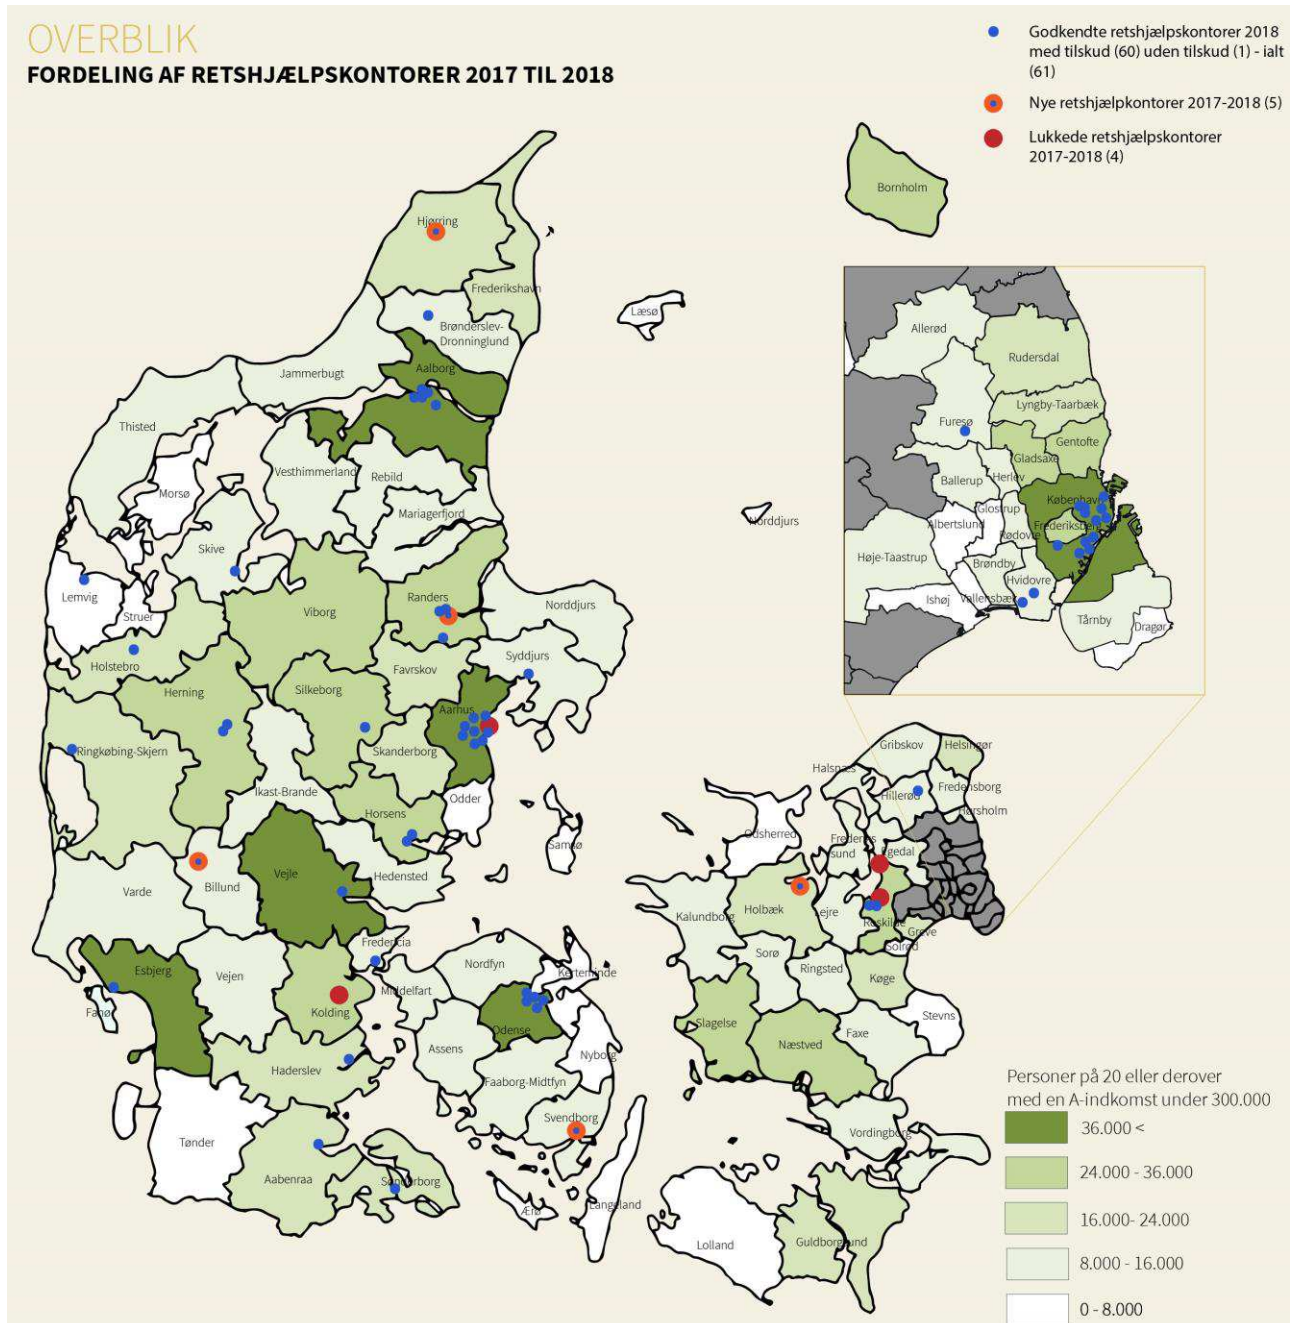 OVERBLIK
FORDELING AF RETSHJÆLPSKONTORER 2017 TIL 2018
Godkendte retshjælpskontorer 2018
med tilskud (60) uden tilskud (1) - ialt
(61)
Nye retshjælpkontorer 2017-2018 (5)
Lukkede retshjælpskontorer
2017-2018 (4)
Bornholm
Hjørring
Frederikshavn
Læsø
Brønderslev-
Dronninglund
Aalborg
Jammerbugt
Thisted
Vesthimmerland
Rebild
Morsø
Mariagerfjord
Norddjurs
Skive
Lemvig
Struer
Viborg
Randers
Norddjurs
Holstebro
Favrskov
Syddjurs
Herning
Silkeborg
Aarhus
Ringkøbing-Skjern
Skanderborg
Ikast-Brande
Odder
Horsens
Samsø
Vejle
Hedensted
Varde
Billund
Fredericia
Esbjerg
Vejen
Kolding
Fanø
Middelfart
Nordfyn
Kerteminde
Odense
Assens
Nyborg
Haderslev
Faaborg-Midtfyn
Svendborg
Tønder
Aabenraa
Sønderborg
Ærø
Langeland
Allerød
Rudersdal
Lyngby-Taarbæk
Furesø
Gentofte
Gladsaxe
Ballerup
Herlev
København
Glostrup
Frederiksberg
Albertslund
Rødovre
Høje-Taastrup
Brøndby
Hvidovre
Ishøj
Vallensbæk
Tårnby
Dragør
Gribskov
Helsingør
Halsnæs
Hillerød
Fredensborg
Hørsholm
Odsherred
Frederiks
sund
Egedal
Kalundborg
Holbæk
Lejre
Roskilde
Greve
Solrød
Sorø
Ringsted
Køge
Slagelse
Næstved
Faxe
Stevns
Vordingborg
Lolland
Guldborgsund
Personer på 20 eller derover
med en A-indkomst under 300.000
36.000 <
24.000 - 36.000
16.000- 24.000
8.000 - 16.000
0 - 8.000